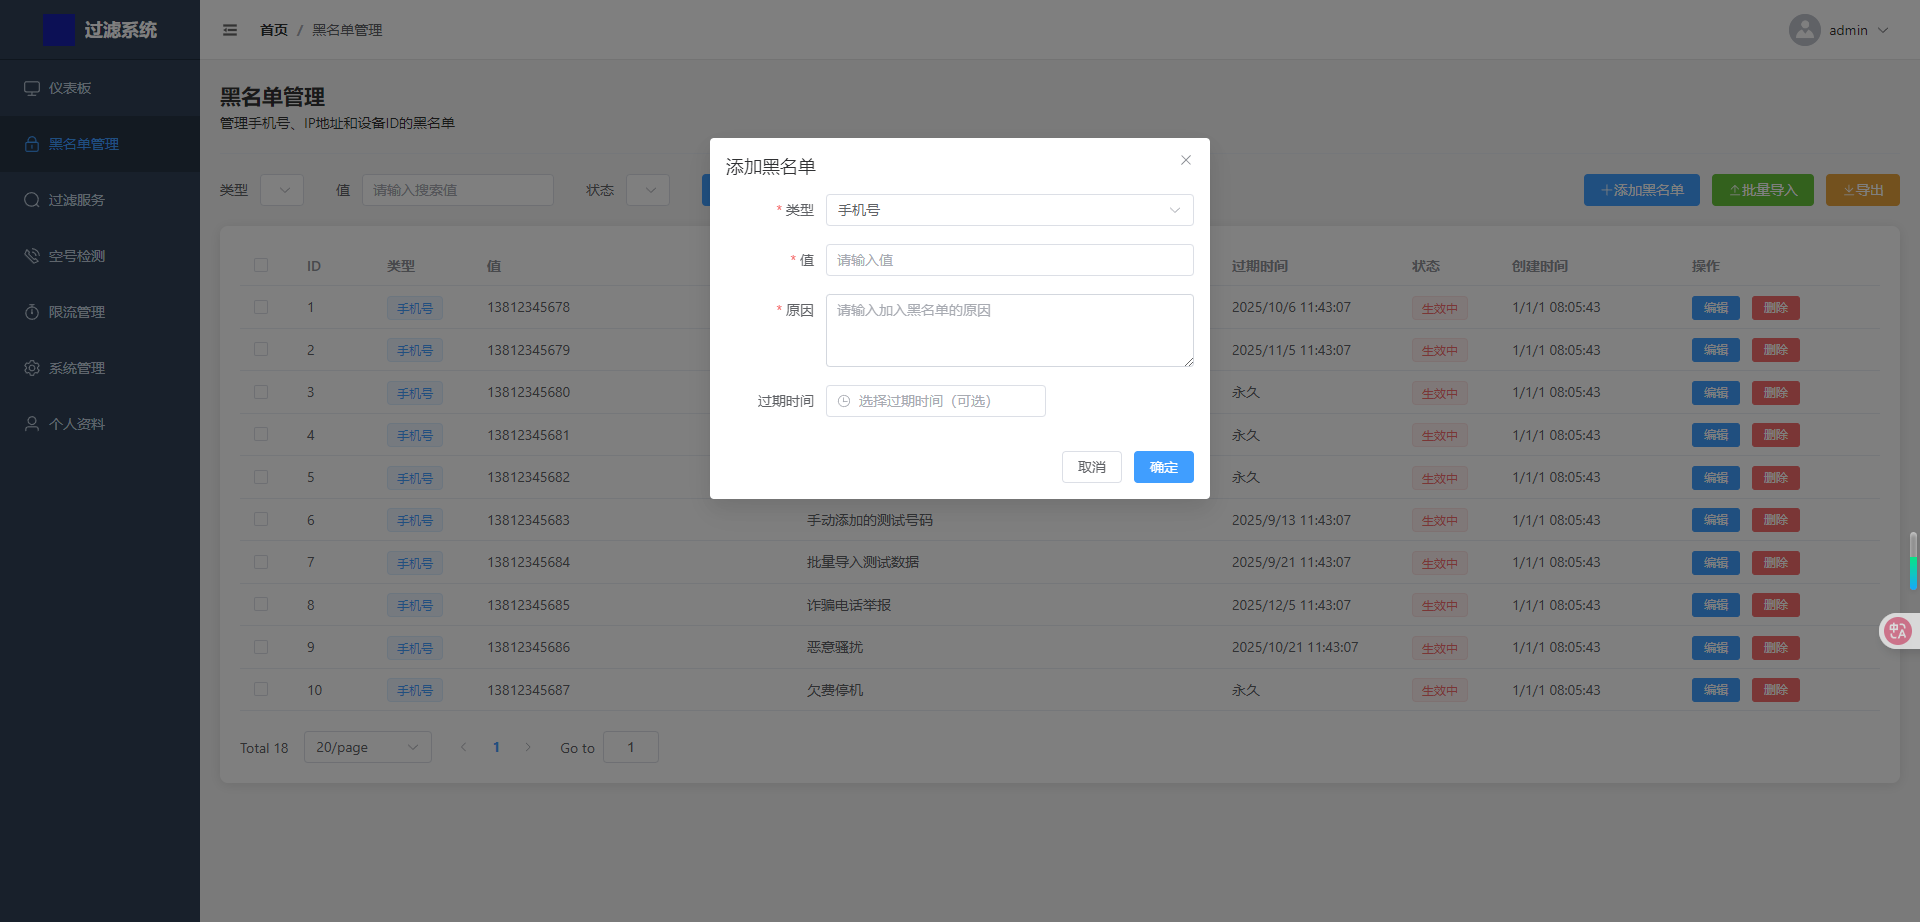 过滤系统
首页 / 黑名单管理
admin
仪表板
黑名单管理
过滤服务
空号检测
限流管理
系统管理
个人资料
黑名单管理
管理手机号、IP地址和设备ID的黑名单
类型 值 请输入搜索值 状态 添加黑名单 批量导入 导出
添加黑名单
* 类型 手机号
* 值 请输入值
* 原因 请输入加入黑名单的原因
过期时间 选择过期时间（可选）
取消 确定
ID 类型 值 过期时间 状态 创建时间 操作
1 手机号 13812345678 2025/10/6 11:43:07 生效中 1/1/1 08:05:43 编辑 删除
2 手机号 13812345679 2025/11/5 11:43:07 生效中 1/1/1 08:05:43 编辑 删除
3 手机号 13812345680 永久 生效中 1/1/1 08:05:43 编辑 删除
4 手机号 13812345681 永久 生效中 1/1/1 08:05:43 编辑 删除
5 手机号 13812345682 永久 生效中 1/1/1 08:05:43 编辑 删除
6 手机号 13812345683 手动添加的测试号码 2025/9/13 11:43:07 生效中 1/1/1 08:05:43 编辑 删除
7 手机号 13812345684 批量导入测试数据 2025/9/21 11:43:07 生效中 1/1/1 08:05:43 编辑 删除
8 手机号 13812345685 诈骗电话举报 2025/12/5 11:43:07 生效中 1/1/1 08:05:43 编辑 删除
9 手机号 13812345686 恶意骚扰 2025/10/21 11:43:07 生效中 1/1/1 08:05:43 编辑 删除
10 手机号 13812345687 欠费停机 永久 生效中 1/1/1 08:05:43 编辑 删除
Total 18 20/page 1 Go to 1